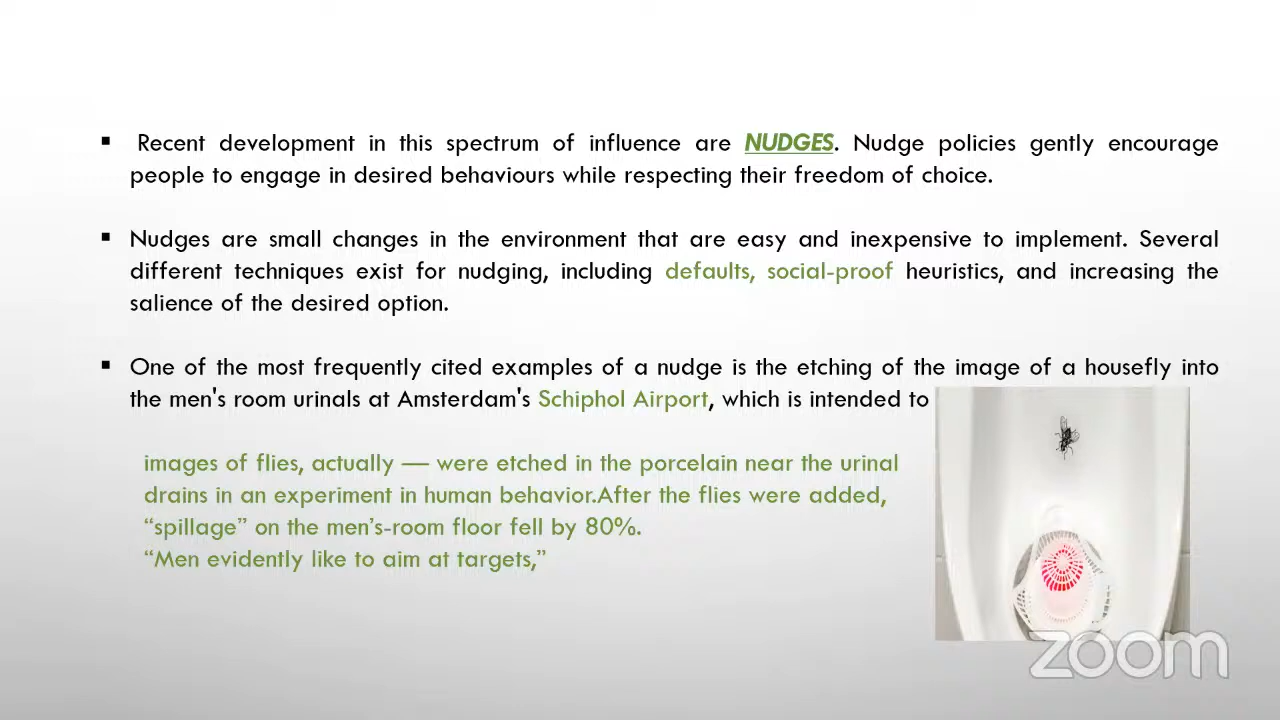 ▪ Recent development in this spectrum of influence are NUDGES. Nudge policies gently encourage
people to engage in desired behaviours while respecting their freedom of choice.
▪ Nudges are small changes in the environment that are easy and inexpensive to implement. Several
different techniques exist for nudging, including defaults, social-proof heuristics, and increasing the
salience of the desired option.
▪ One of the most frequently cited examples of a nudge is the etching of the image of a housefly into
the men's room urinals at Amsterdam's Schiphol Airport, which is intended to
images of flies, actually — were etched in the porcelain near the urinal
drains in an experiment in human behavior.After the flies were added,
“spillage” on the men’s-room floor fell by 80%.
“Men evidently like to aim at targets,”
zoom